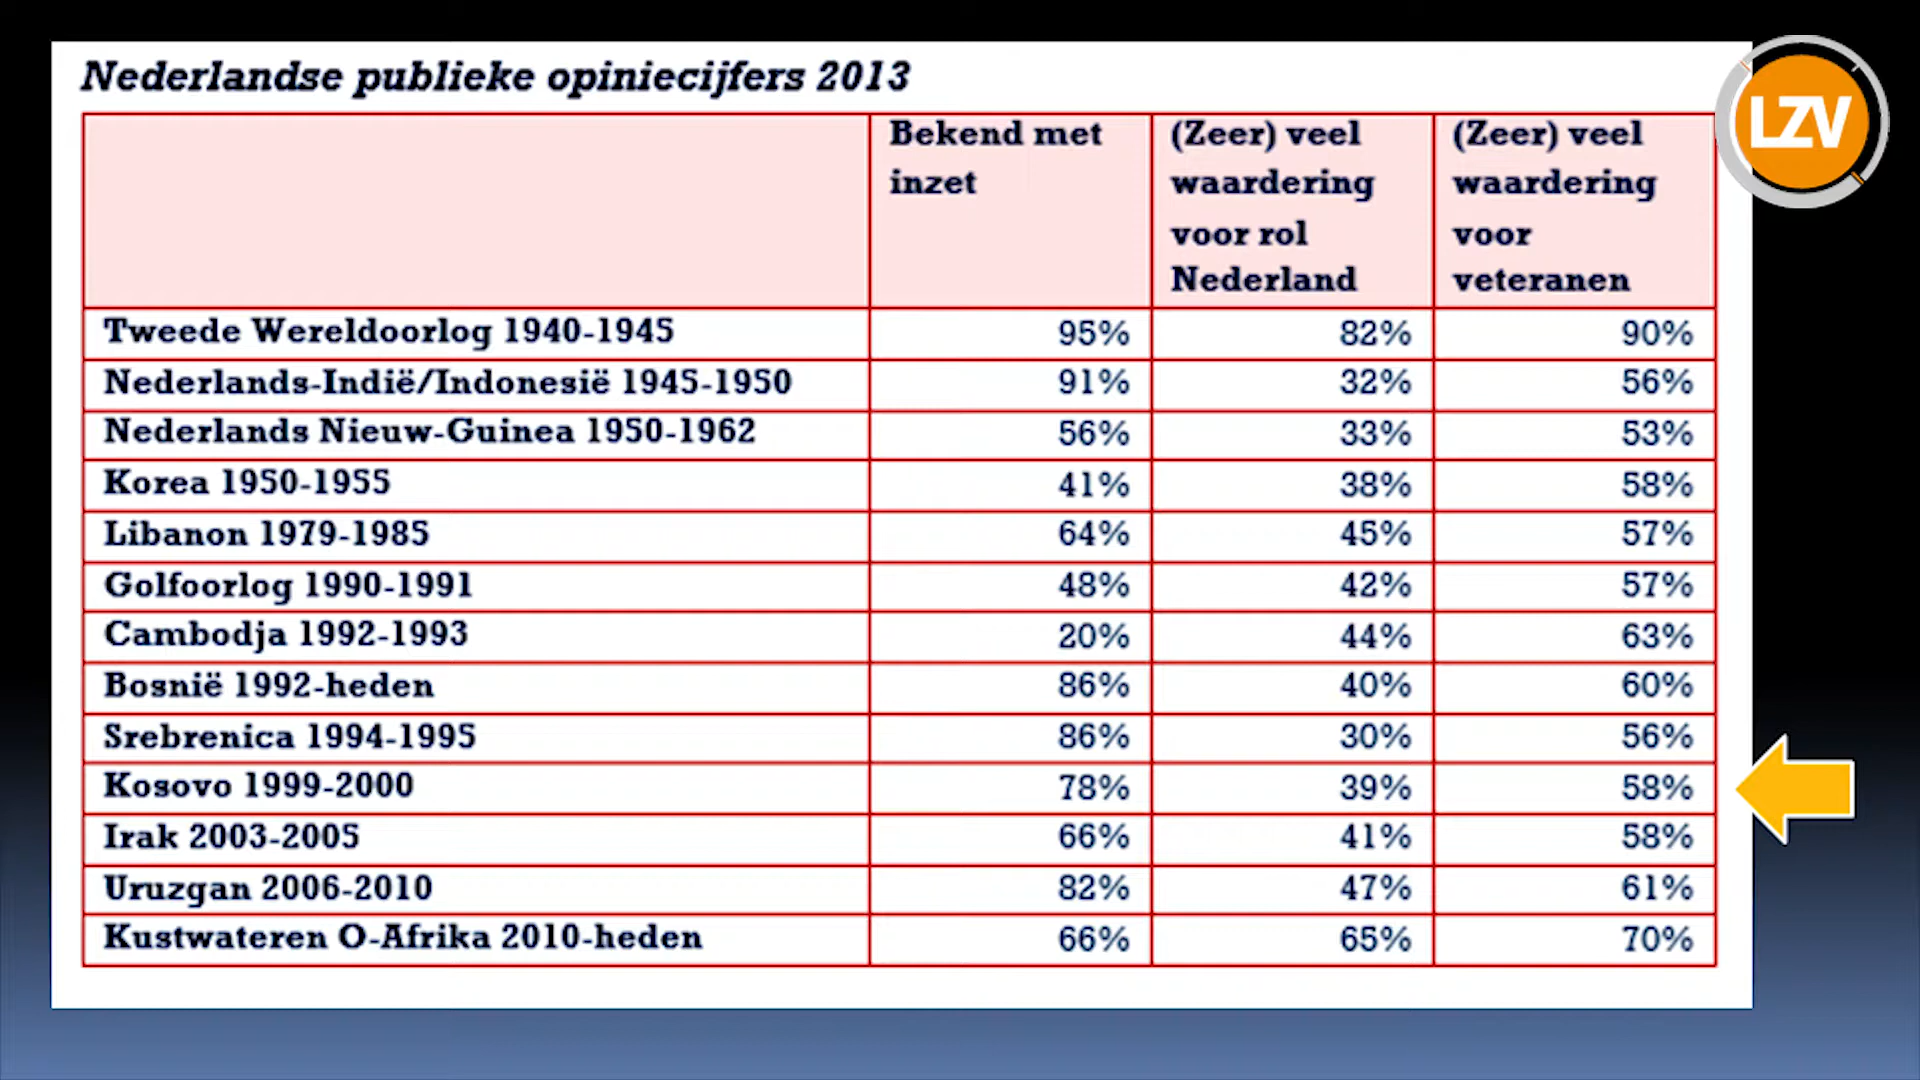 Nederlandse publieke opiniecijfers 2013
LZV
Bekend met inzet (Zeer) veel waardering voor rol Nederland (Zeer) veel waardering voor veteranen
Tweede Wereldoorlog 1940-1945 95% 82% 90%
Nederlands-Indië/Indonesië 1945-1950 91% 32% 56%
Nederlands Nieuw-Guinea 1950-1962 56% 33% 53%
Korea 1950-1955 41% 38% 58%
Libanon 1979-1985 64% 45% 57%
Golfoorlog 1990-1991 48% 42% 57%
Cambodja 1992-1993 20% 44% 63%
Bosnië 1992-heden 86% 40% 60%
Srebrenica 1994-1995 86% 30% 56%
Kosovo 1999-2000 78% 39% 58%
Irak 2003-2005 66% 41% 58%
Uruzgan 2006-2010 82% 47% 61%
Kustwateren O-Afrika 2010-heden 66% 65% 70%